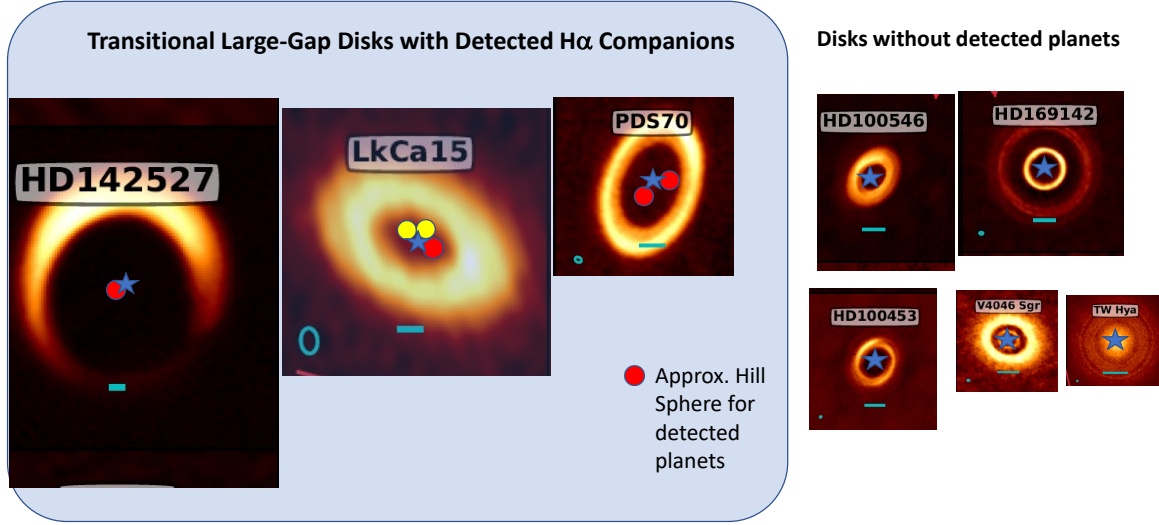 Transitional Large-Gap Disks with Detected Hα Companions
Disks without detected planets
HD142527
LkCa15
PDS70
HD100546
HD169142
HD100453
V4046 Sgr
TW Hya
Approx. Hill
Sphere for
detected
planets